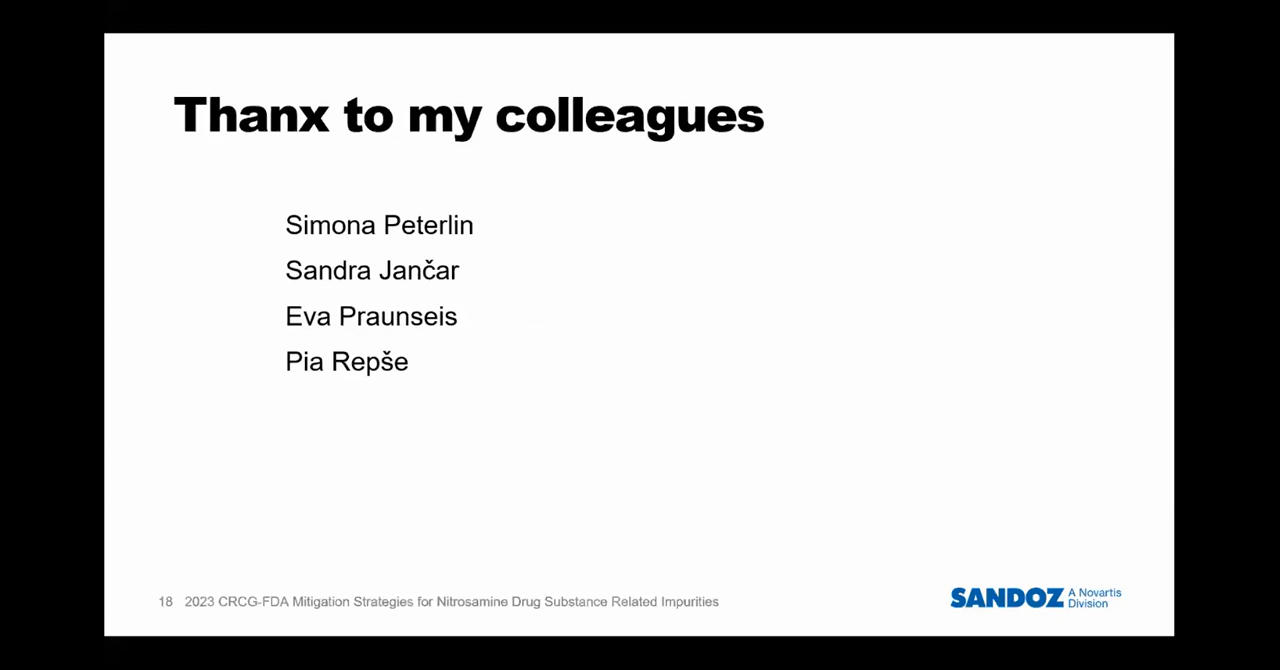 Thanx to my colleagues
Simona Peterlin
Sandra Jančar
Eva Praunseis
Pia Repše
18 2023 CRCG-FDA Mitigation Strategies for Nitrosamine Drug Substance Related Impurities
SANDOZ A Novartis
Division